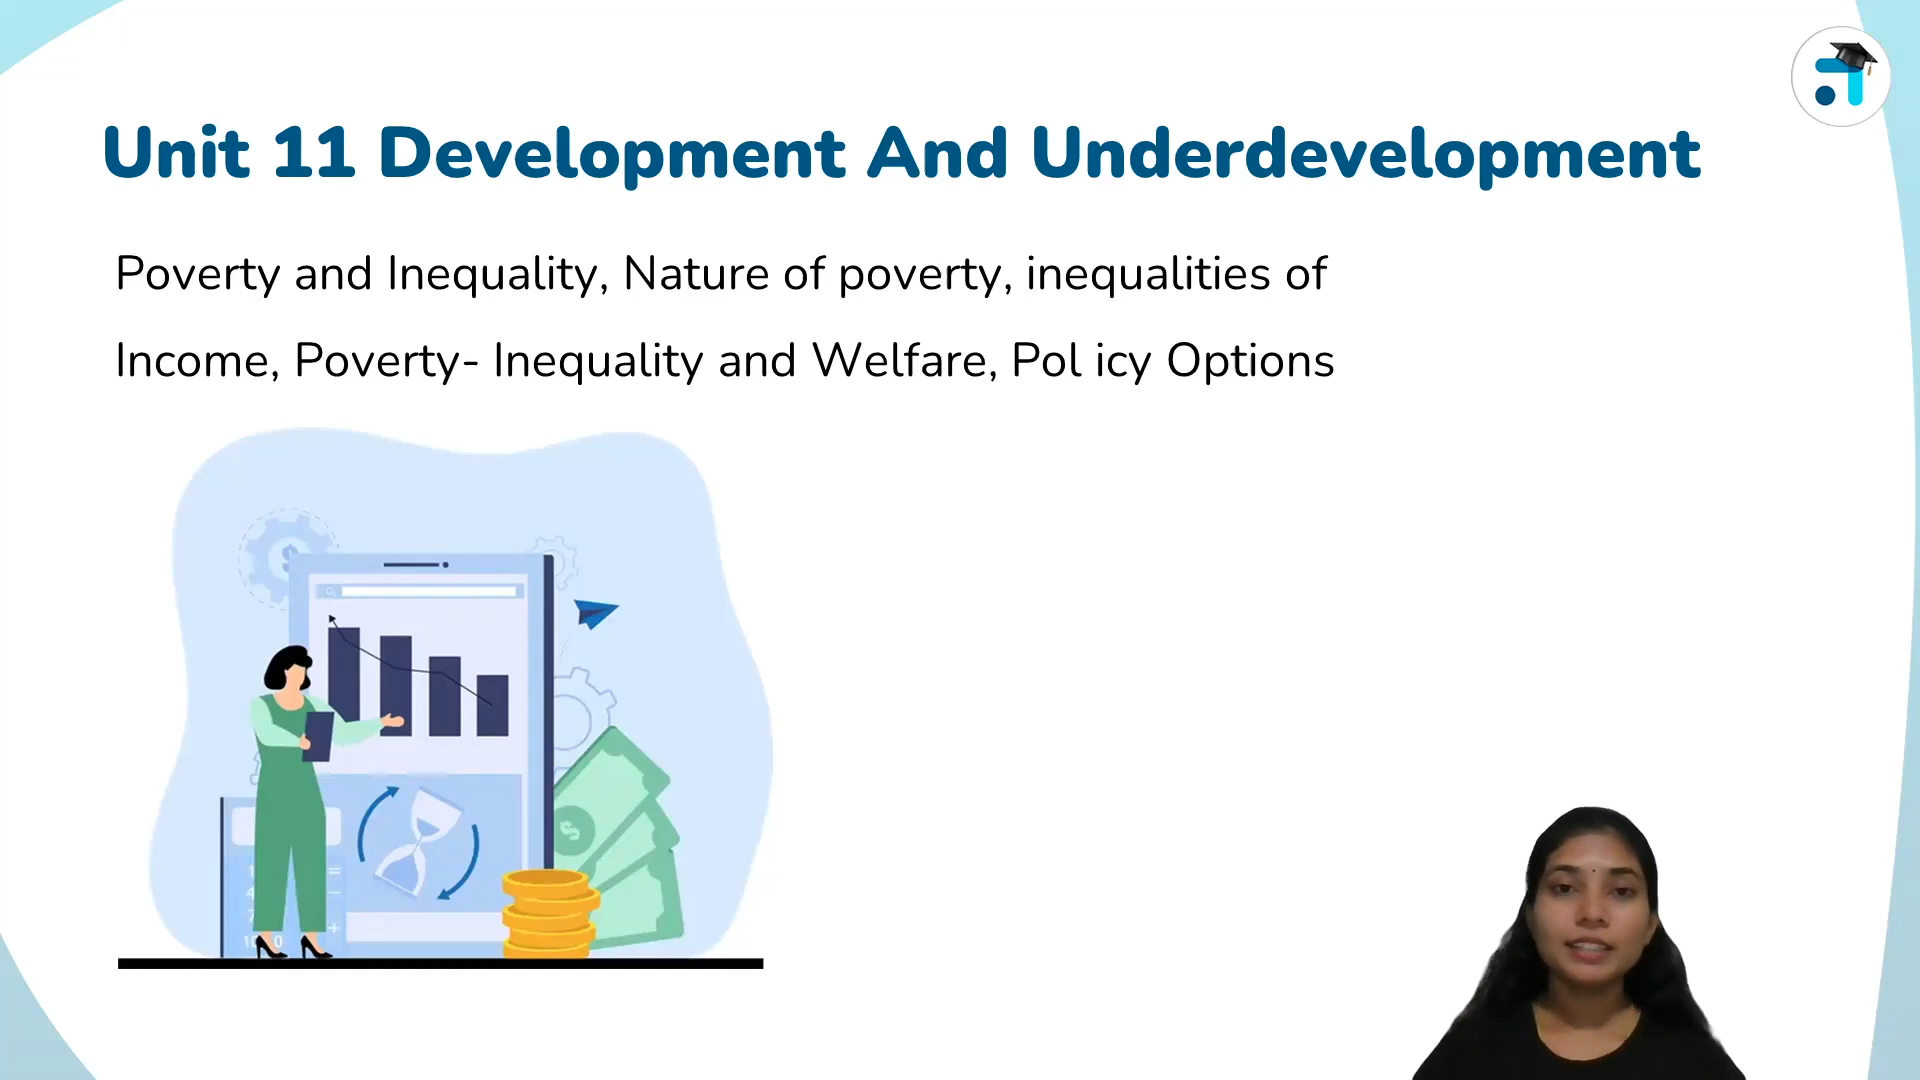 Unit 11 Development And Underdevelopment
Poverty and Inequality, Nature of poverty, inequalities of
Income, Poverty- Inequality and Welfare, Pol icy Options